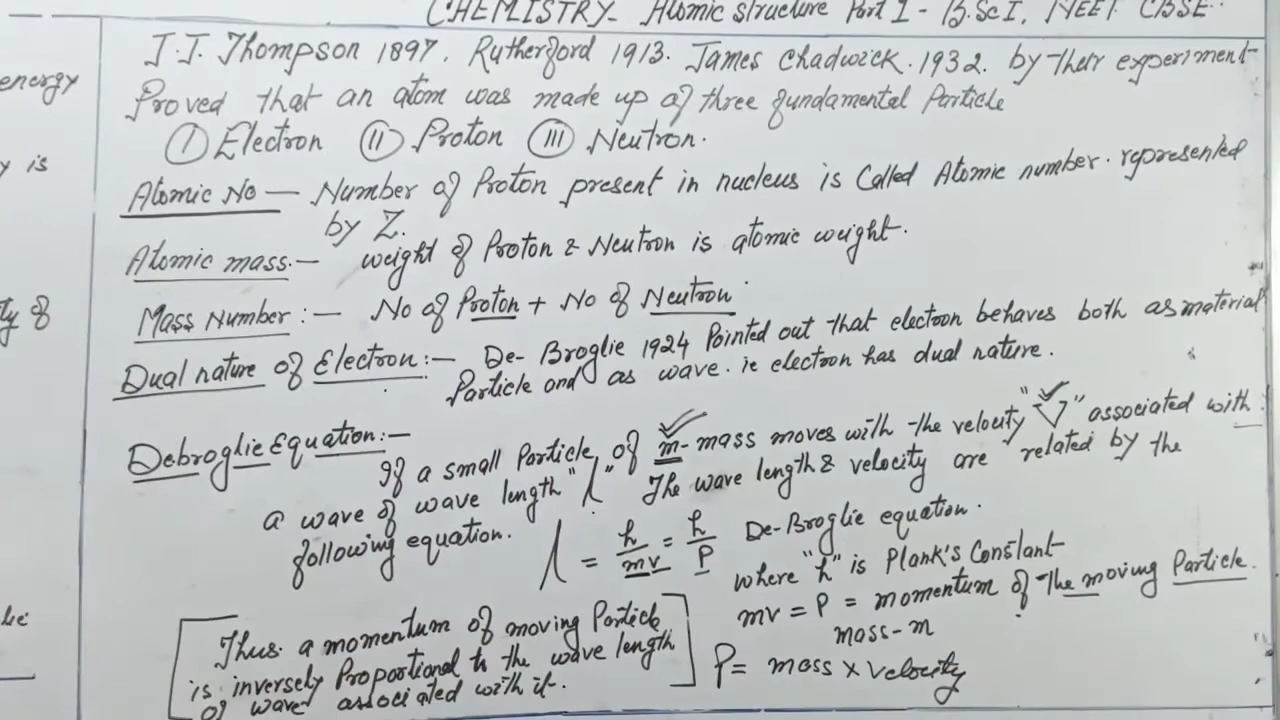 CHEMISTRY- Atomic structure Part I - B.Sc I, NEET CBSE.
energy
y is
ty of
J.J. Thompson 1897. Rutherford 1913. James Chadwick. 1932. by their experiment
Proved that an atom was made up of three fundamental Particle
I Electron II Proton III Neutron.
Atomic No — Number of Proton present in nucleus is Called Atomic number. represented
by Z.
Atomic mass.— weight of Proton & Neutron is atomic weight.
Mass Number :— No of Proton + No of Neutron.
Dual nature of Electron:— De-Broglie 1924 Pointed out that electron behaves both as material
Particle and as wave. ie electron has dual nature.
Debroglie Equation:—
If a small Particle of m- mass moves with the velocity "V" associated with
a wave of wave length "λ" The wave length & velocity are related by the
following equation. λ = h/mv = h/P De-Broglie equation.
where "h" is Plank's Constant
mv = P = momentum of the moving Particle.
mass-m
P = mass x velocity
Thus a momentum of moving Particle
is inversely Proportional to the wave length
of wave associated with it.